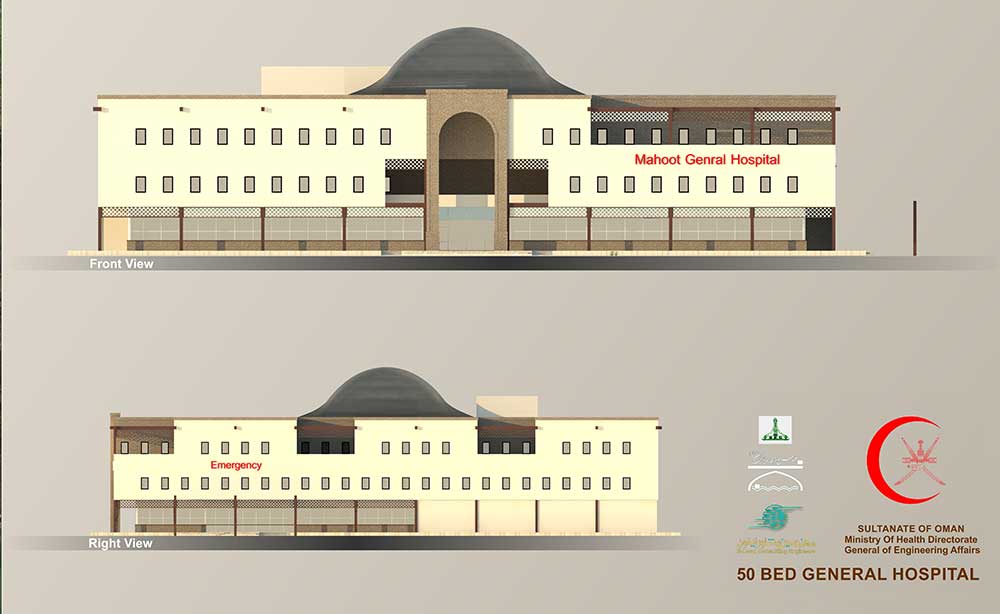 Mahoot Genral Hospital
Front View
Emergency
Right View
SULTANATE OF OMAN
Ministry Of Health Directorate
General of Engineering Affairs
50 BED GENERAL HOSPITAL